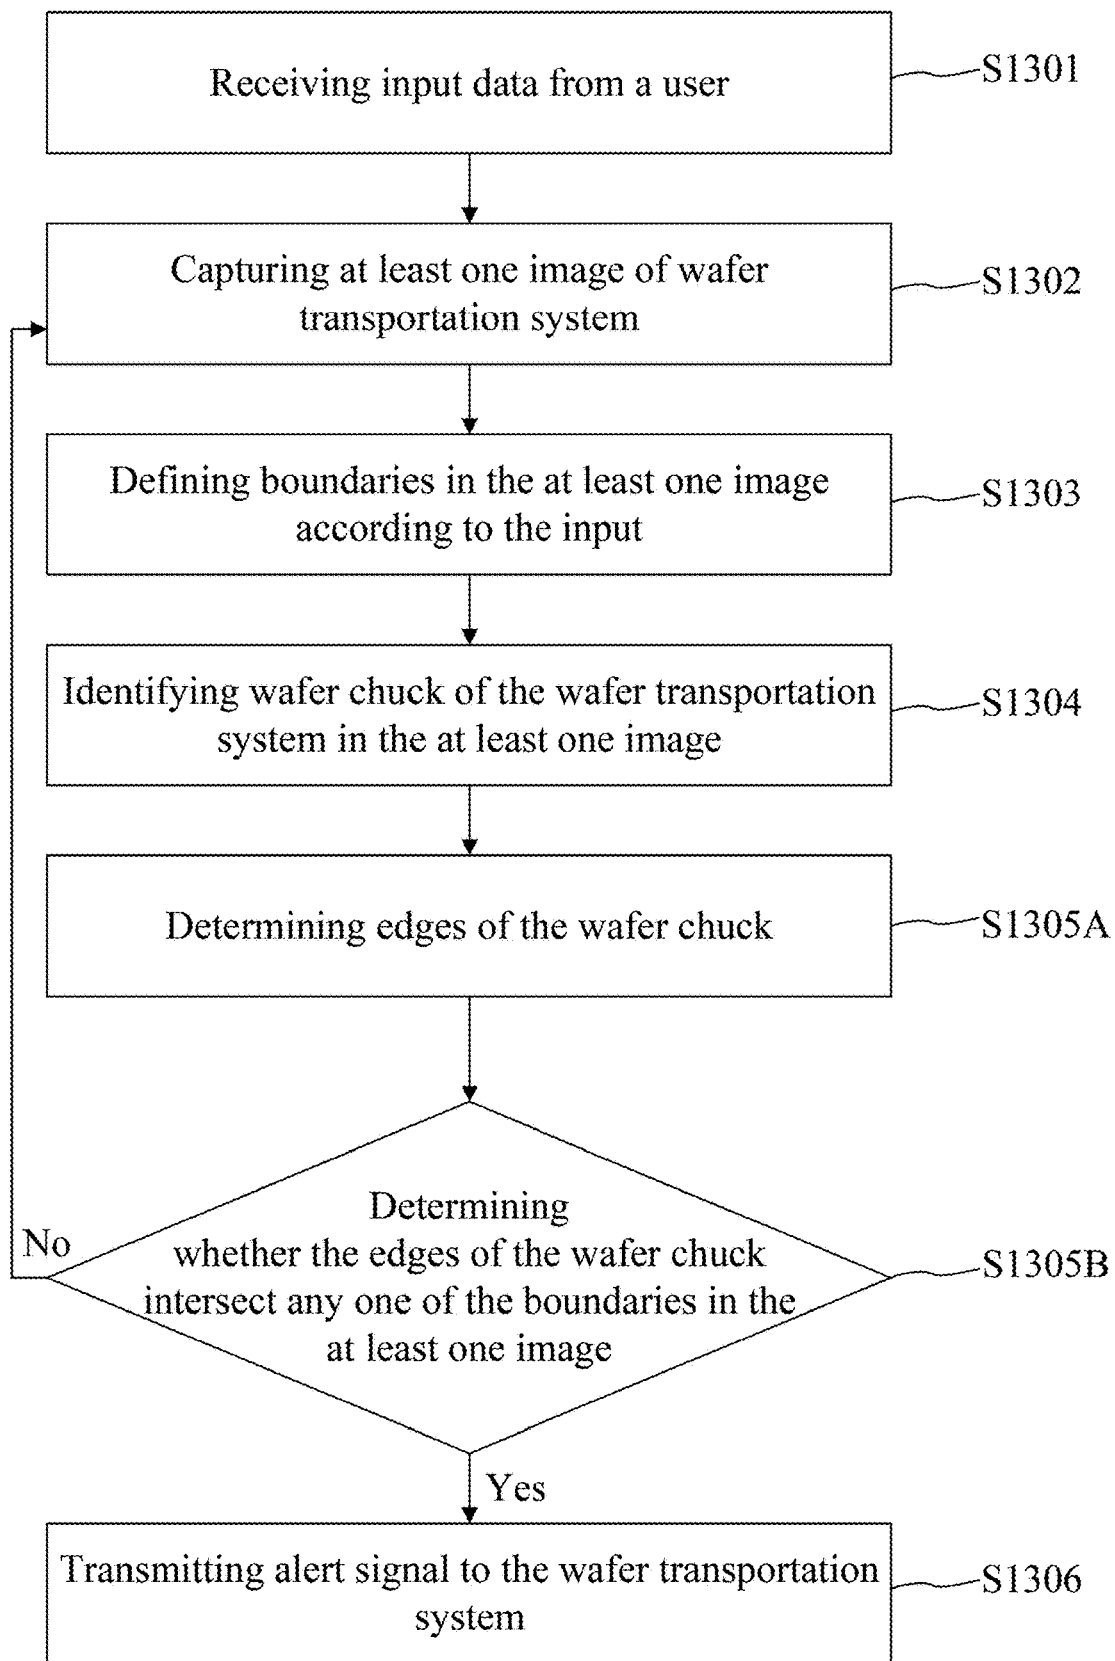 Receiving input data from a user
S1301
Capturing at least one image of wafer
transportation system
S1302
Defining boundaries in the at least one image
according to the input
S1303
Identifying wafer chuck of the wafer transportation
system in the at least one image
S1304
Determining edges of the wafer chuck
S1305A
Determining
whether the edges of the wafer chuck
intersect any one of the boundaries in the
at least one image
No
S1305B
Yes
Transmitting alert signal to the wafer transportation
system
S1306